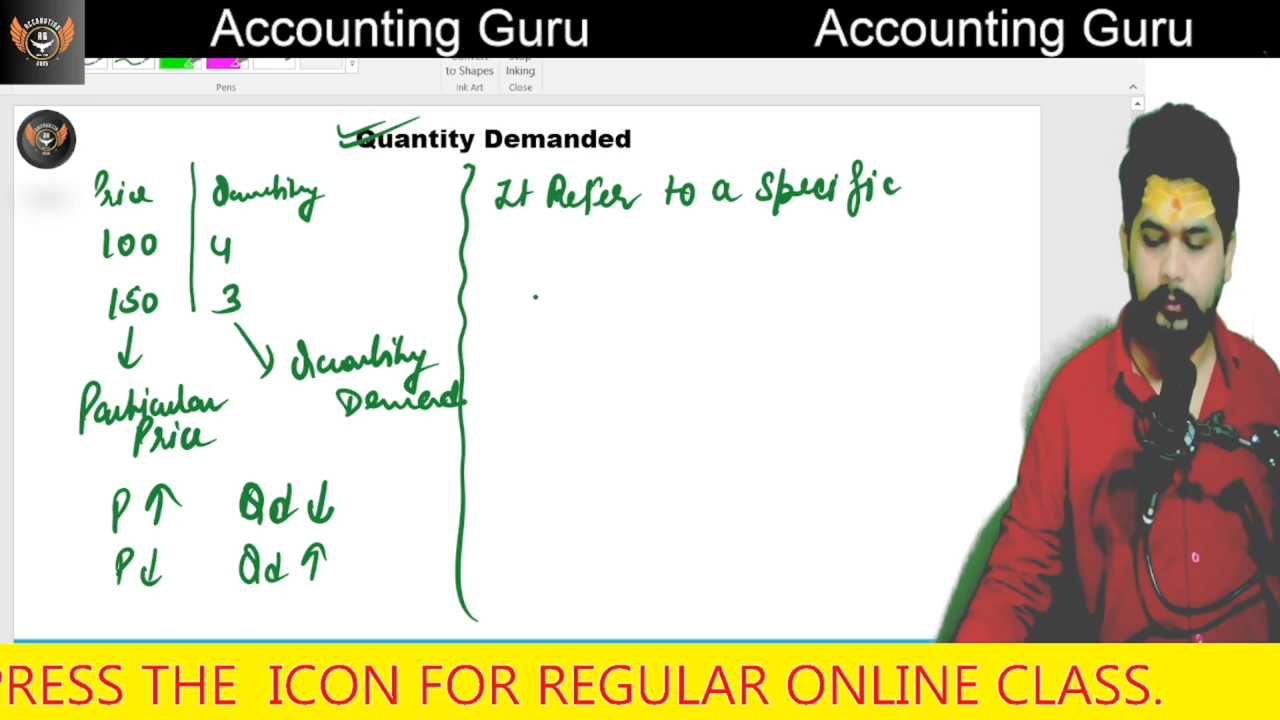 Accounting Guru
Accounting Guru
to Shapes
Inking
Pens
Ink Art
Close
Quantity Demanded
Price
Quantity
It Refer to a Specific
100
4
150
3
Quantity
Demand
Particular
Price
P ↑ Qd ↓
P ↓ Qd ↑
PRESS THE ICON FOR REGULAR ONLINE CLASS.